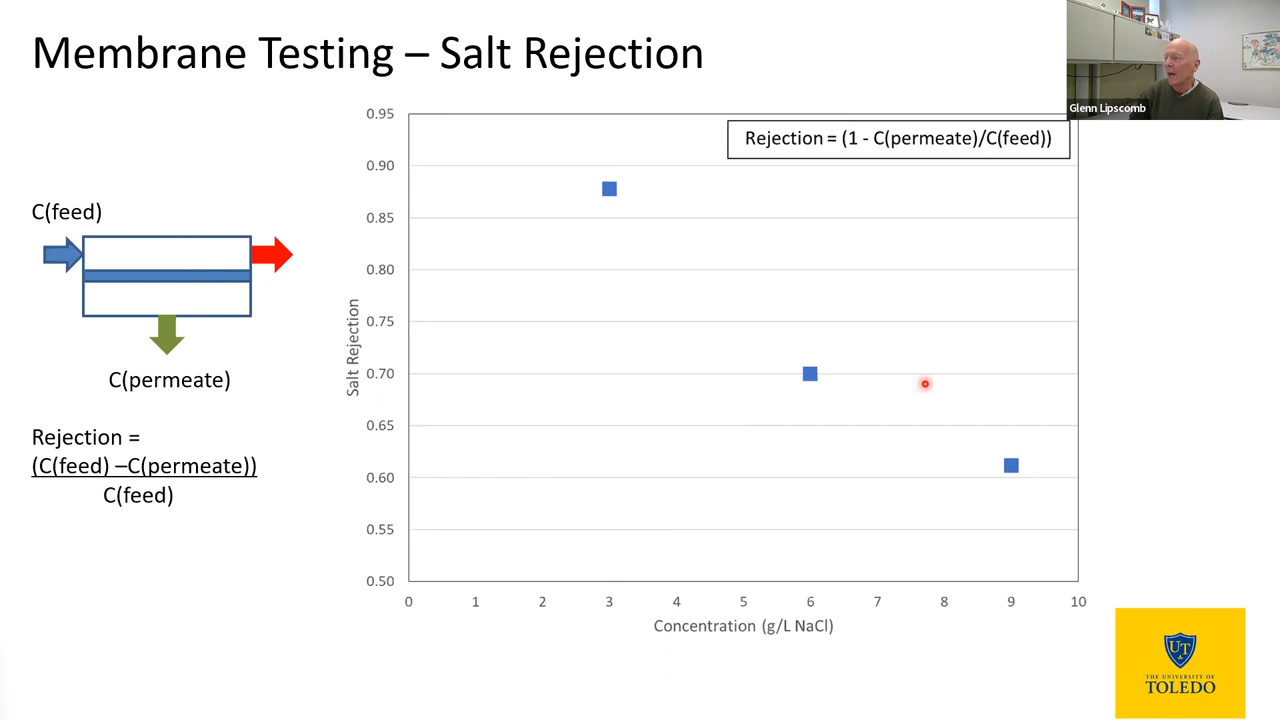 Membrane Testing – Salt Rejection
Glenn Lipscomb
C(feed)
C(permeate)
Rejection =
(C(feed) –C(permeate))
C(feed)
Rejection = (1 - C(permeate)/C(feed))
0.95
0.90
0.85
0.80
0.75
0.70
0.65
0.60
0.55
0.50
Salt Rejection
0 1 2 3 4 5 6 7 8 9 10
Concentration (g/L NaCl)
UT
THE UNIVERSITY OF
TOLEDO